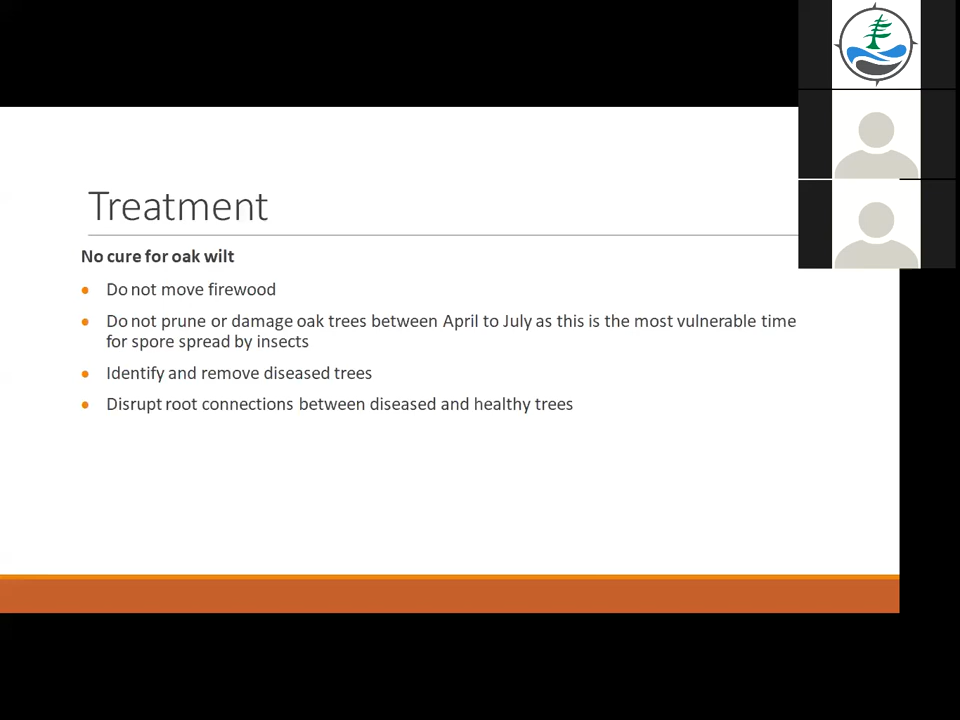 Treatment
No cure for oak wilt
Do not move firewood
Do not prune or damage oak trees between April to July as this is the most vulnerable time
for spore spread by insects
Identify and remove diseased trees
Disrupt root connections between diseased and healthy trees